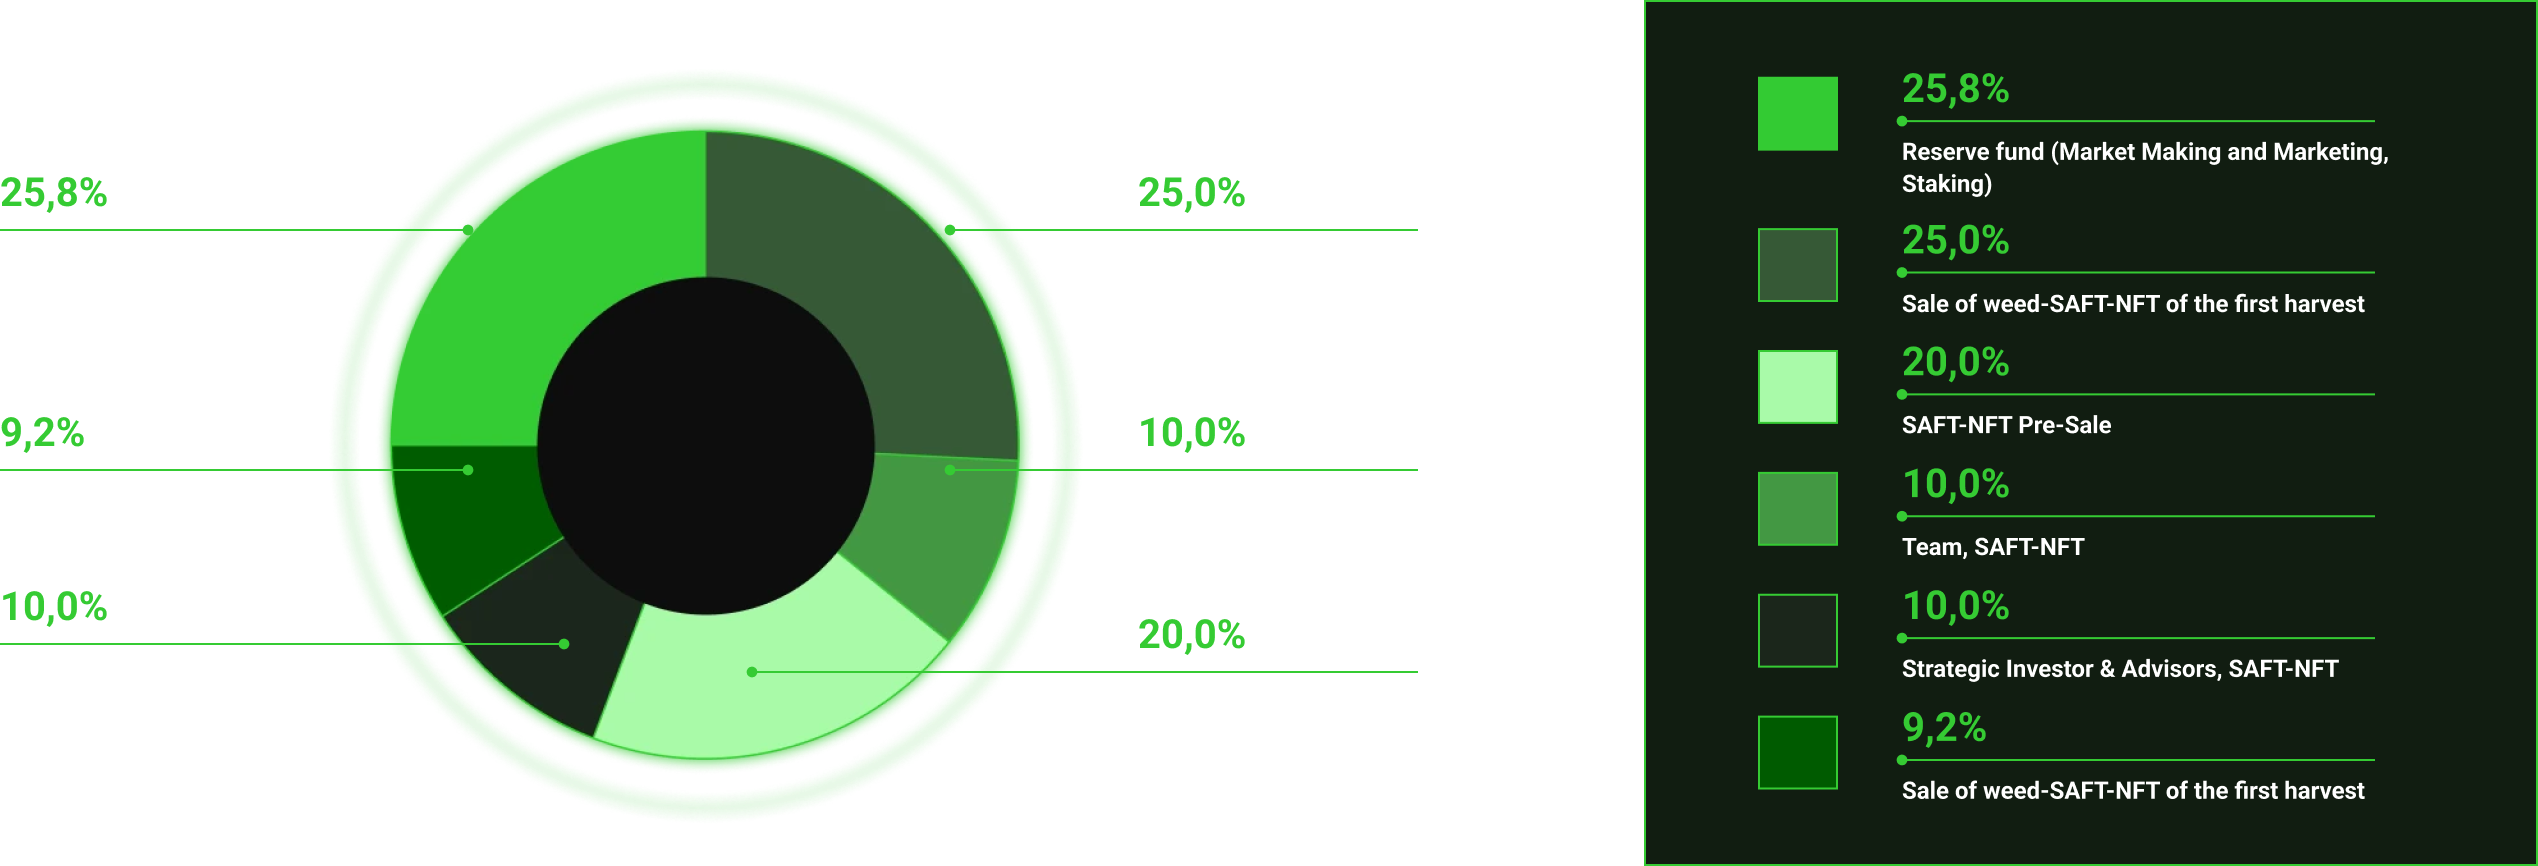 25,8%
9,2%
10,0%
25,0%
10,0%
20,0%
25,8%
Reserve fund (Market Making and Marketing,
Staking)
25,0%
Sale of weed-SAFT-NFT of the first harvest
20,0%
SAFT-NFT Pre-Sale
10,0%
Team, SAFT-NFT
10,0%
Strategic Investor & Advisors, SAFT-NFT
9,2%
Sale of weed-SAFT-NFT of the first harvest